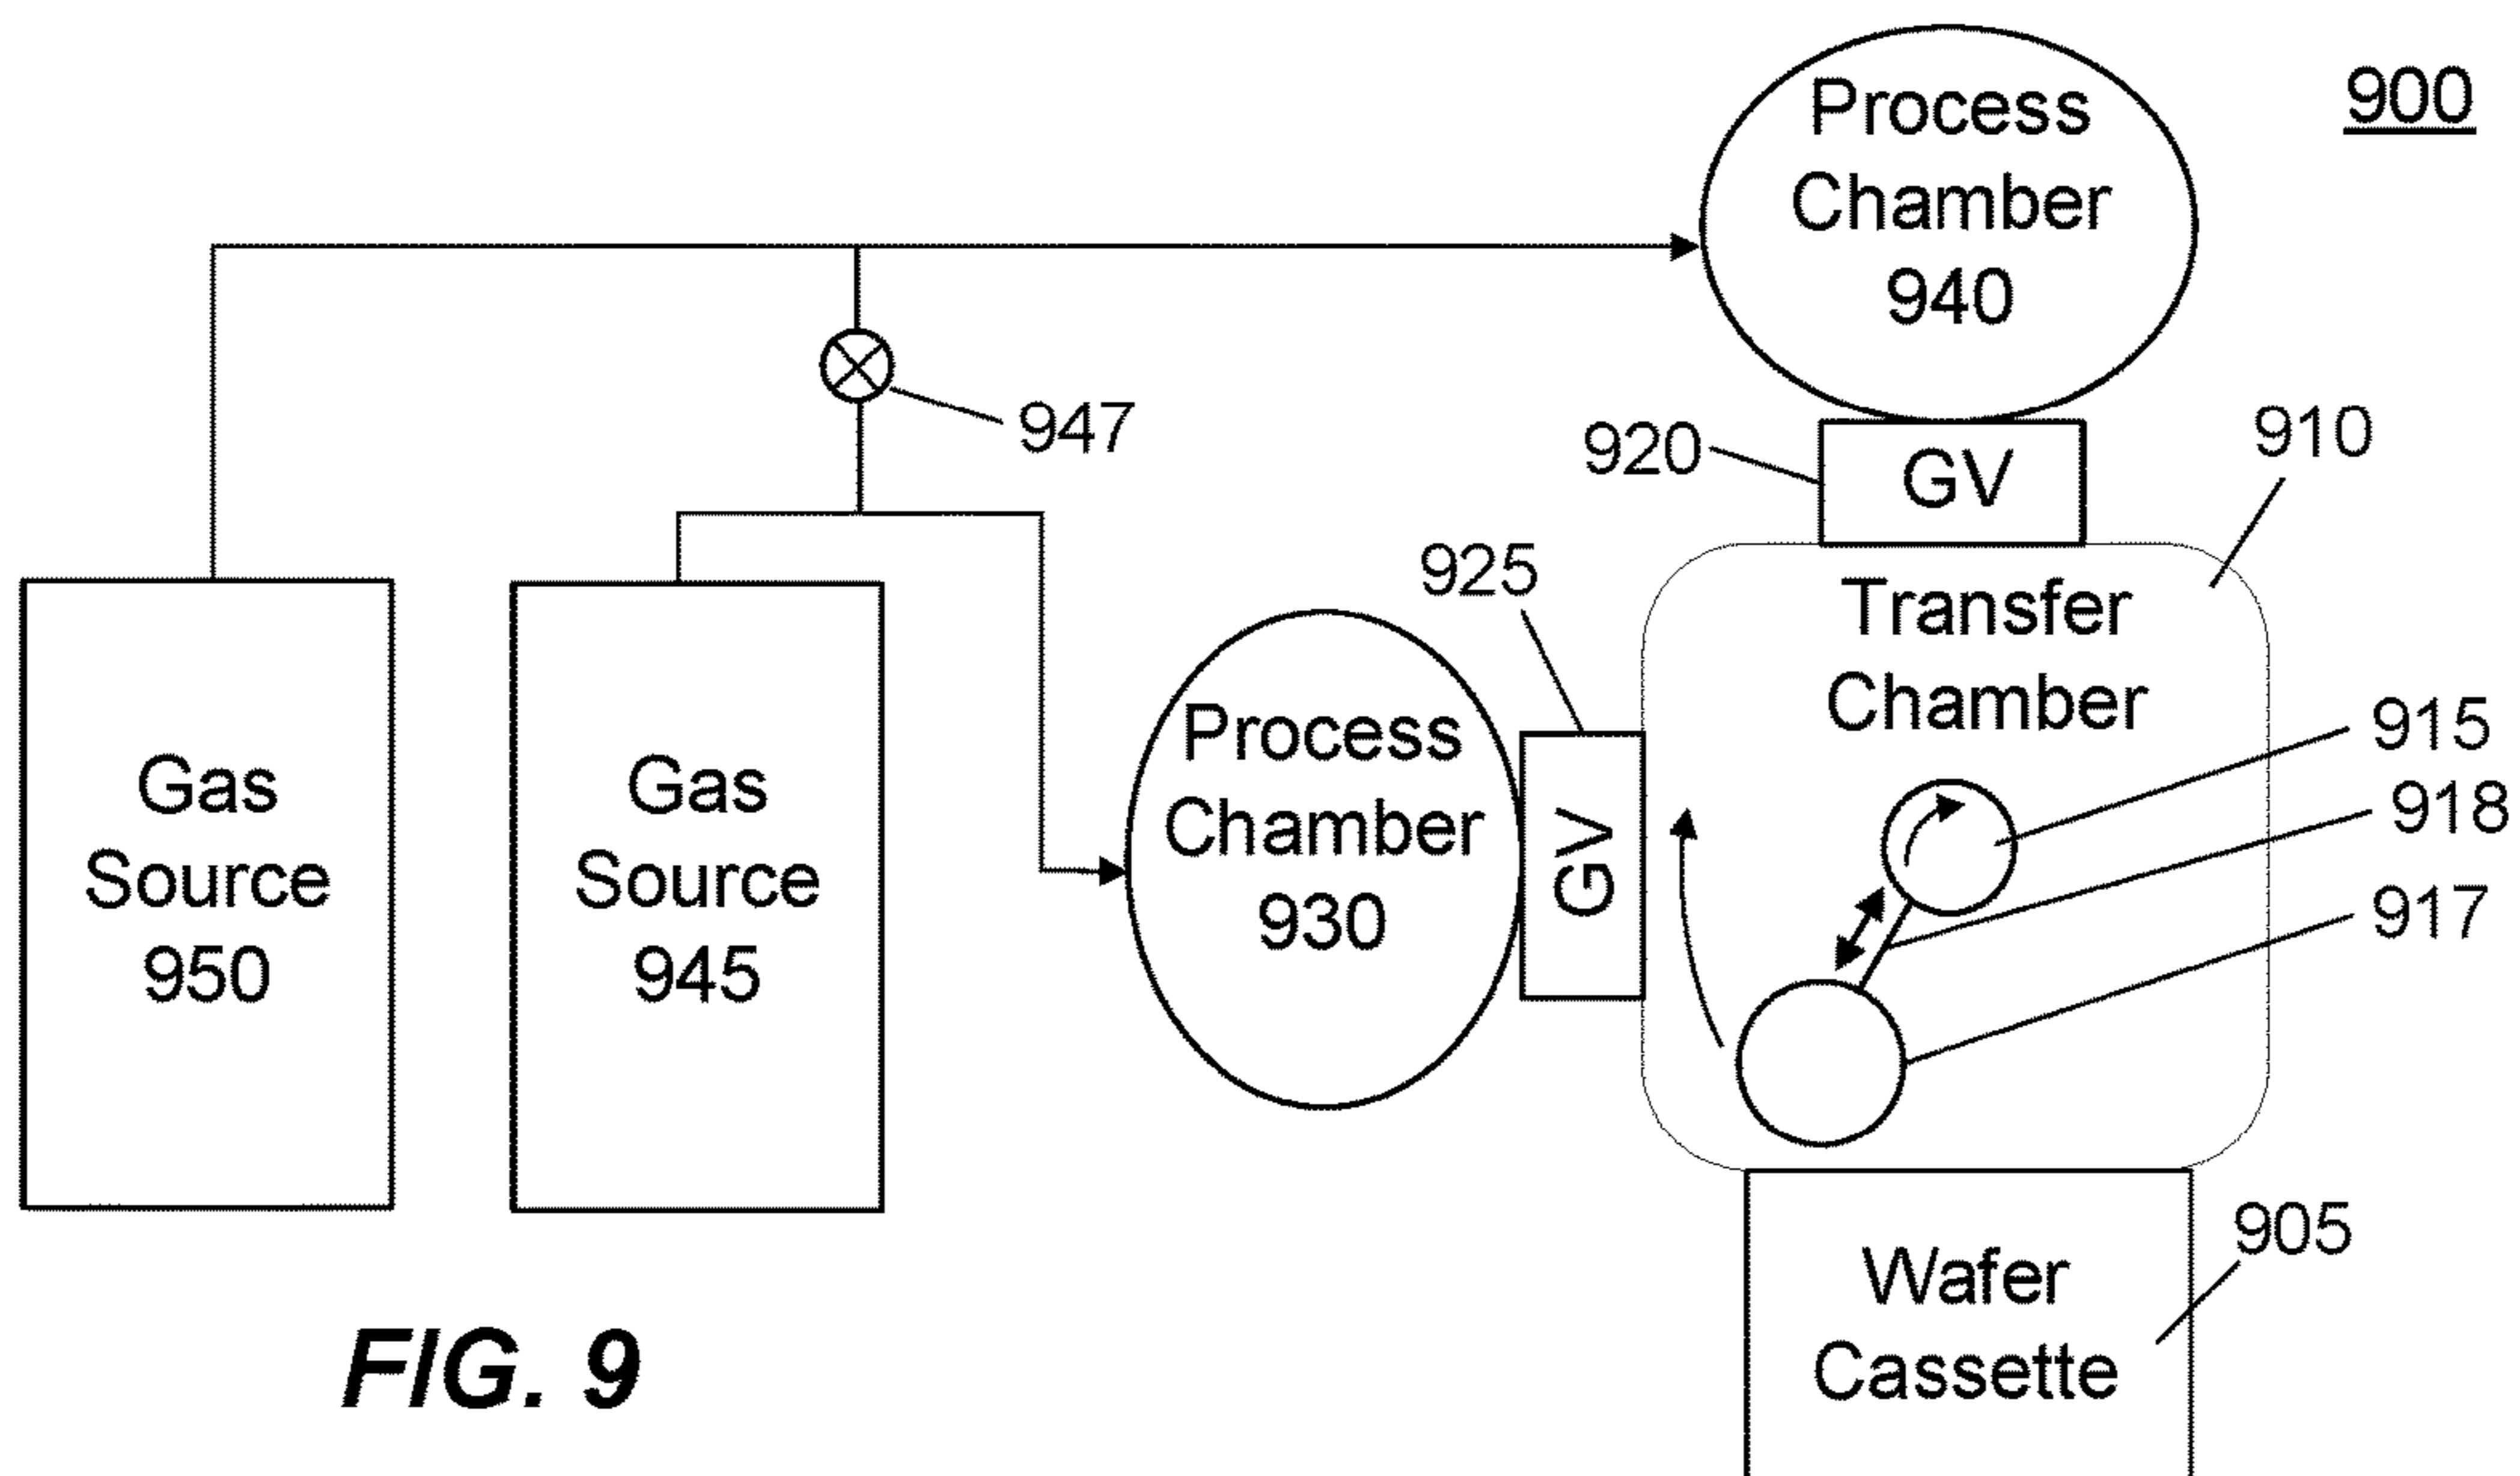 900
Process
Chamber
940
947
920
GV
910
925
Transfer
Chamber
Process
Chamber
930
GV
915
918
917
Gas
Source
950
Gas
Source
945
905
Wafer
Cassette
FIG. 9